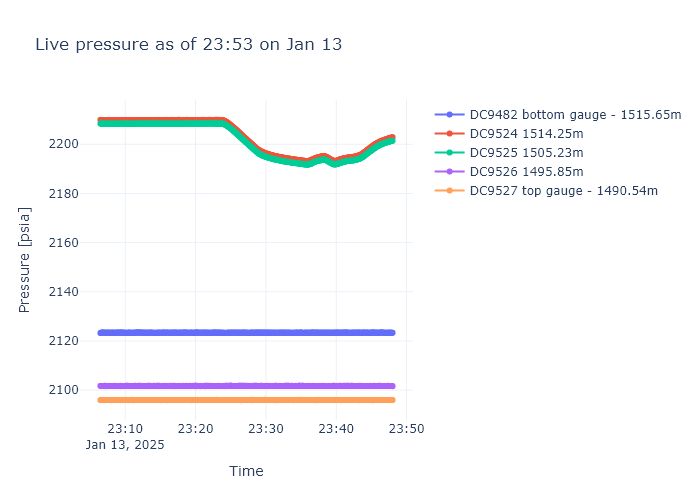 Live pressure as of 23:53 on Jan 13
DC9482 bottom gauge - 1515.65m
DC9524 1514.25m
DC9525 1505.23m
DC9526 1495.85m
DC9527 top gauge - 1490.54m
Pressure [psia]
2200
2180
2160
2140
2120
2100
23:10
23:20
23:30
23:40
23:50
Jan 13, 2025
Time